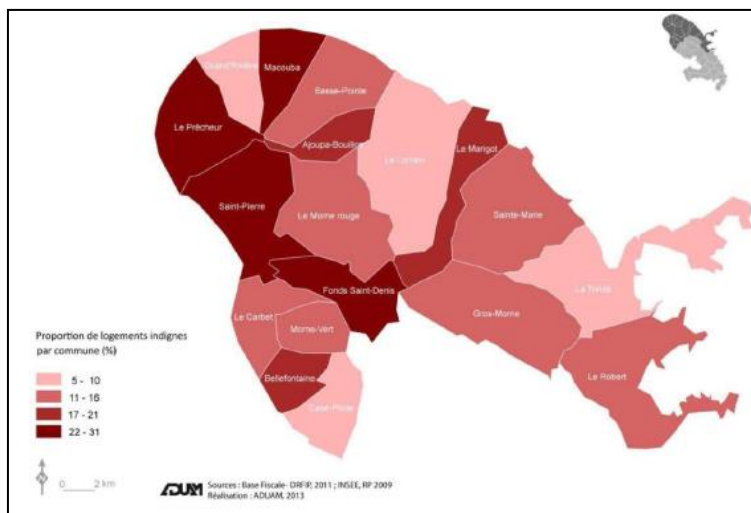 Grand'Rivière
Macouba
Basse-Pointe
Le Prêcheur
Ajoupa-Bouillon
Le Lorrain
Le Marigot
Saint-Pierre
Le Morne rouge
Sainte-Marie
Fonds Saint-Denis
La Trinité
Le Carbet
Gros-Morne
Morne-Vert
Proportion de logements indignes
par commune (%)
Le Robert
Bellefontaine
Case-Pilote
5 - 10
11 - 16
17 - 21
22 - 31
0 2 km
ADUAM
Sources : Base Fiscale- DRFIP, 2011 ; INSEE, RP 2009
Réalisation : ADUAM, 2013